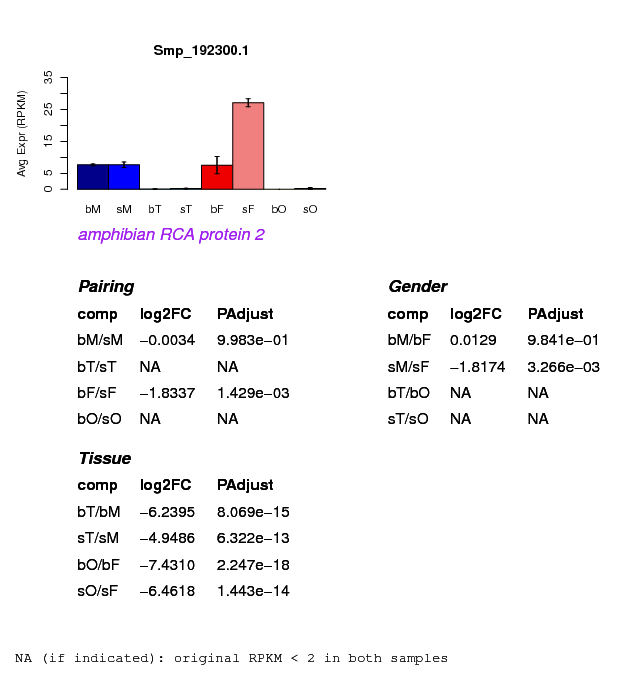 Smp_192300.1
Avg Expr (RPKM)
35
25
15
5
0
bM sM bT sT bF sF bO sO
amphibian RCA protein 2
Pairing
comp log2FC PAdjust
bM/sM −0.0034 9.983e−01
bT/sT NA NA
bF/sF −1.8337 1.429e−03
bO/sO NA NA
Gender
comp log2FC PAdjust
bM/bF 0.0129 9.841e−01
sM/sF −1.8174 3.266e−03
bT/bO NA NA
sT/sO NA NA
Tissue
comp log2FC PAdjust
bT/bM −6.2395 8.069e−15
sT/sM −4.9486 6.322e−13
bO/bF −7.4310 2.247e−18
sO/sF −6.4618 1.443e−14
NA (if indicated): original RPKM < 2 in both samples